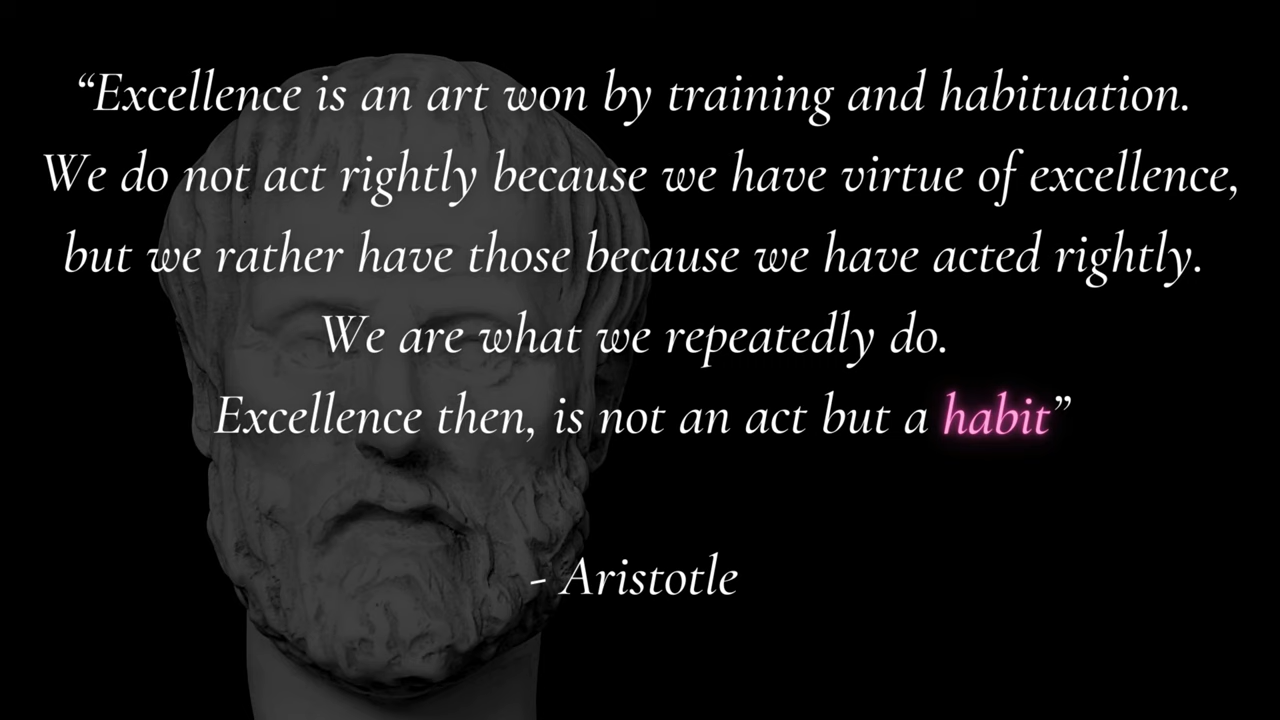 “Excellence is an art won by training and habituation.
We do not act rightly because we have virtue of excellence,
but we rather have those because we have acted rightly.
We are what we repeatedly do.
Excellence then, is not an act but a habit”
- Aristotle